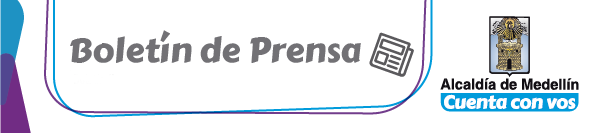 Boletín de Prensa
Alcaldía de Medellín
Cuenta con vos